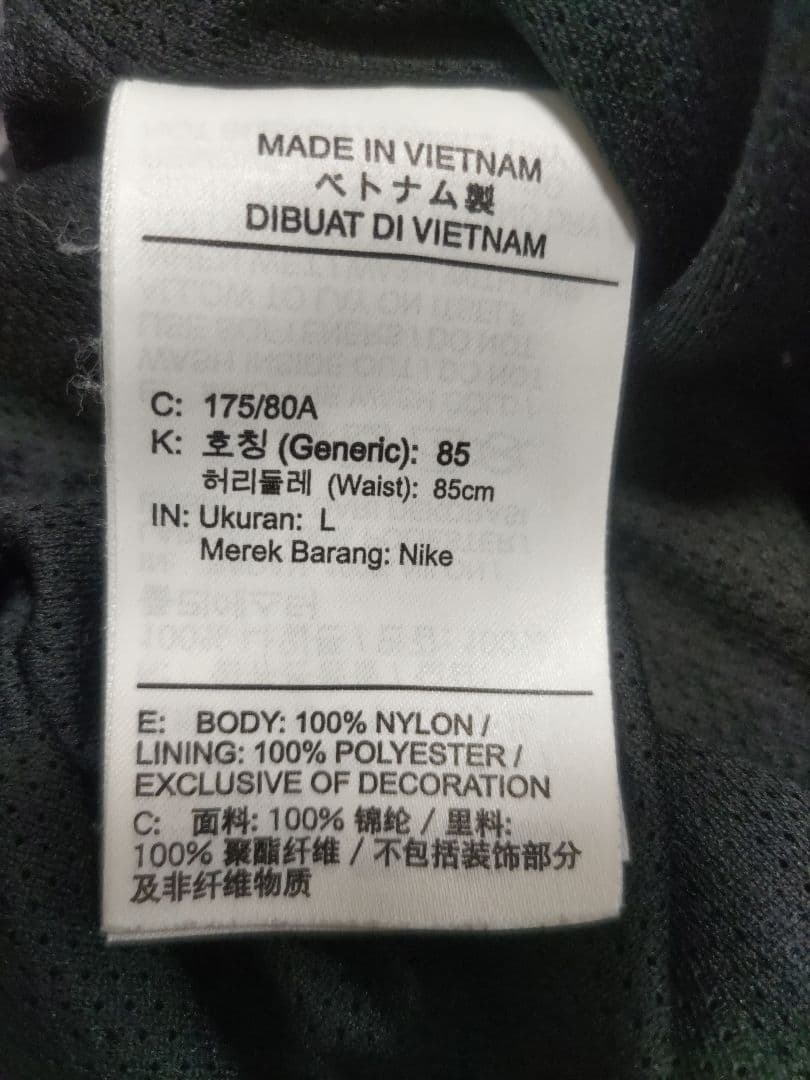 MADE IN VIETNAM
ベトナム製
DIBUAT DI VIETNAM
C: 175/80A
K: 호칭 (Generic): 85
허리둘레 (Waist): 85cm
IN: Ukuran: L
Merek Barang: Nike
E: BODY: 100% NYLON /
LINING: 100% POLYESTER /
EXCLUSIVE OF DECORATION
C: 面料: 100% 锦纶 / 里料:
100% 聚酯纤维 / 不包括装饰部分
及非纤维物质